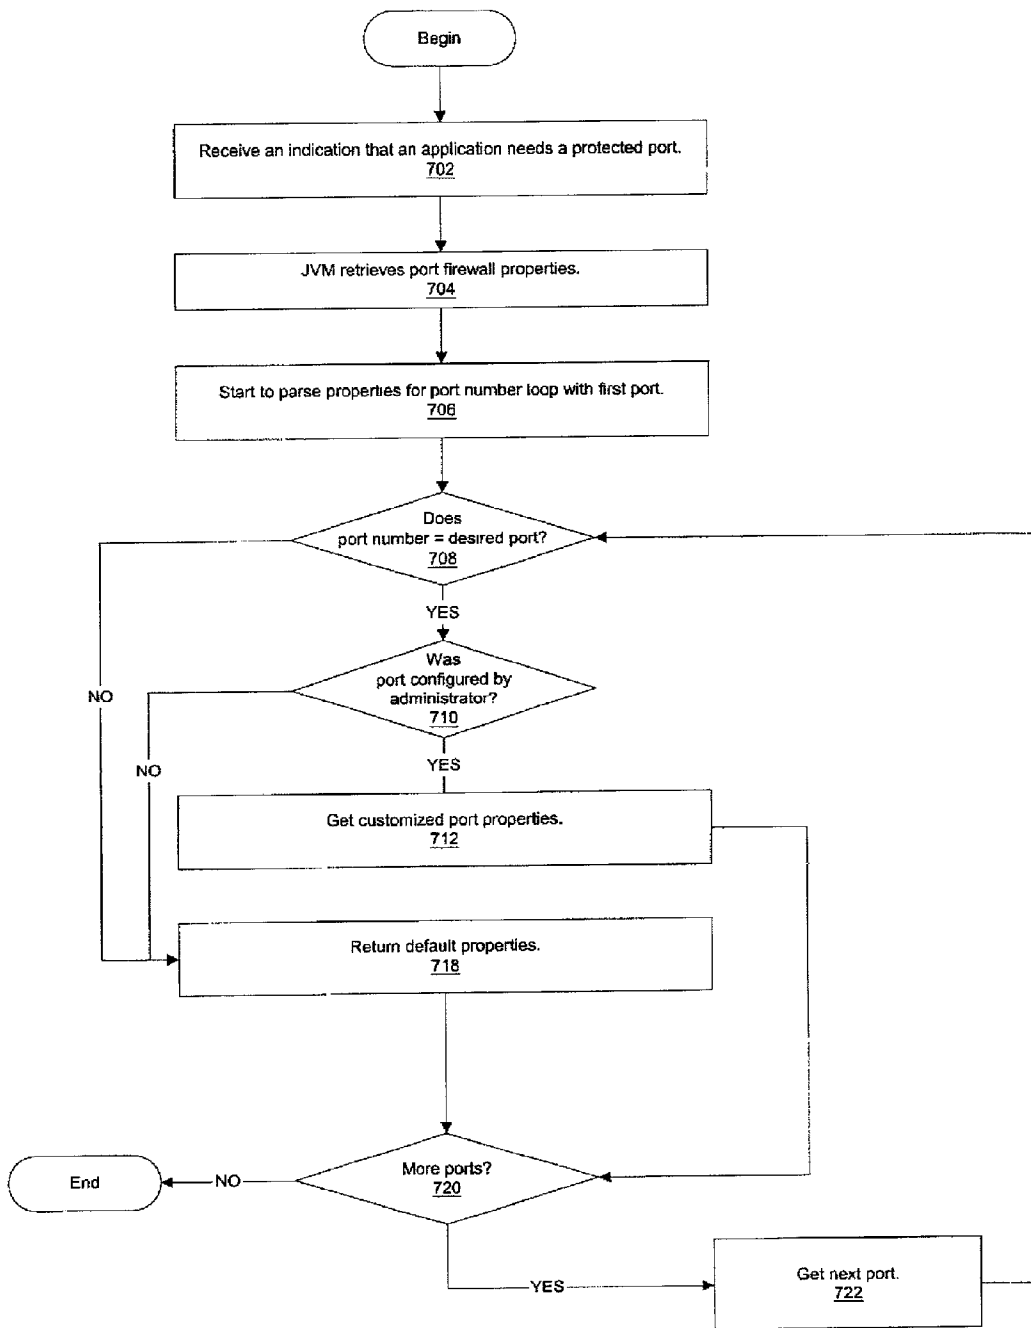 Begin
Receive an indication that an application needs a protected port.
702
JVM retrieves port firewall properties.
704
Start to parse properties for port number loop with first port.
706
Does
port number = desired port?
708
YES
Was
port configured by
administrator?
710
NO
NO
YES
Get customized port properties.
712
Return default properties.
718
More ports?
720
End
NO
YES
Get next port.
722